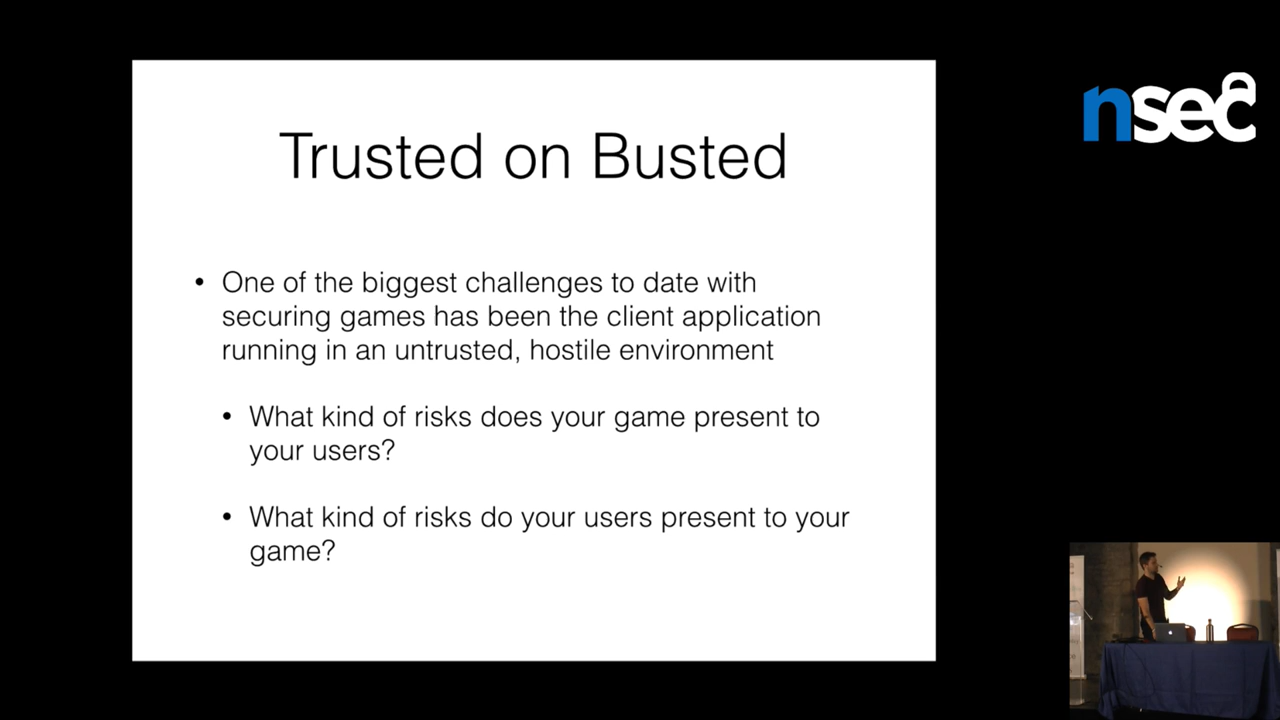 nsec
Trusted on Busted
• One of the biggest challenges to date with
securing games has been the client application
running in an untrusted, hostile environment
• What kind of risks does your game present to
your users?
• What kind of risks do your users present to your
game?